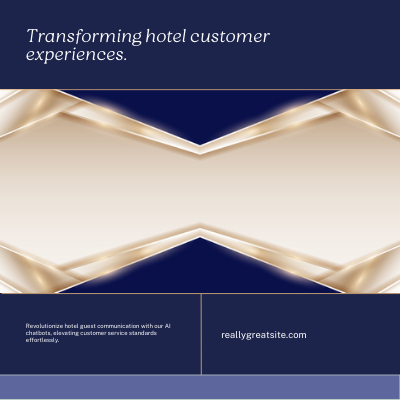 Transforming hotel customer
experiences.
Revolutionize hotel guest communication with our AI
chatbots, elevating customer service standards
effortlessly.
reallygreatsite.com